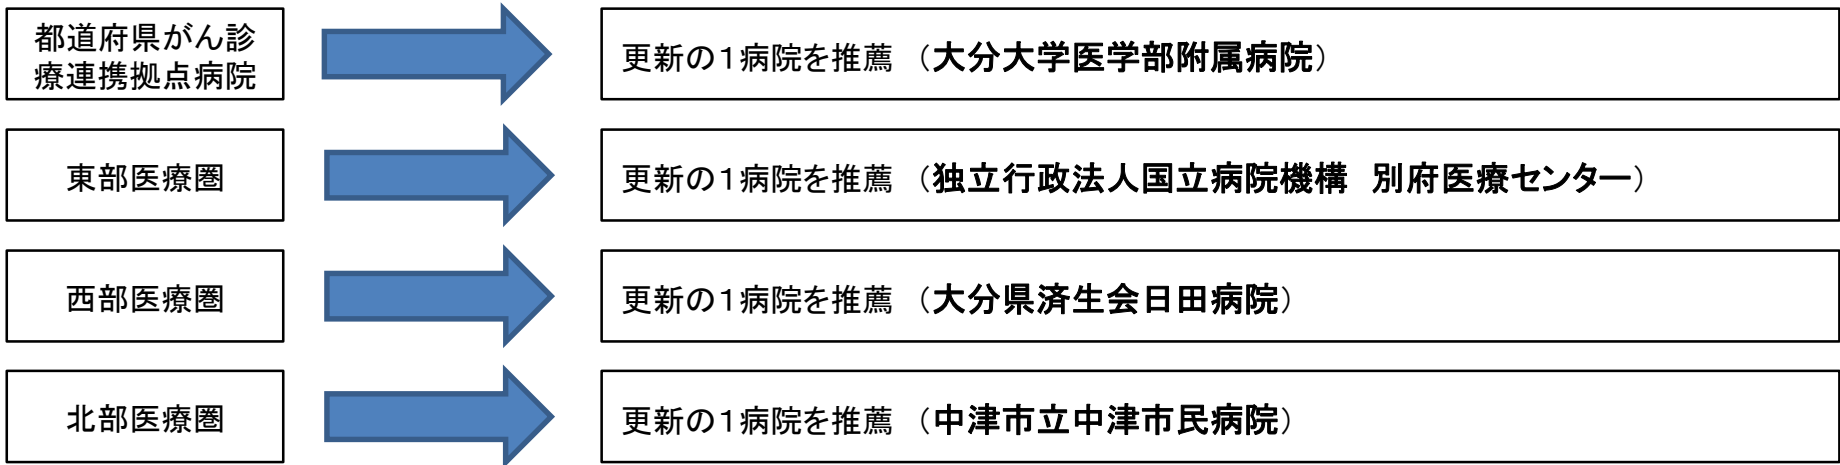 都道府県がん診
療連携拠点病院
更新の１病院を推薦　（大分大学医学部附属病院）
東部医療圏
更新の１病院を推薦　（独立行政法人国立病院機構　別府医療センター）
西部医療圏
更新の１病院を推薦　（大分県済生会日田病院）
北部医療圏
更新の１病院を推薦　（中津市立中津市民病院）